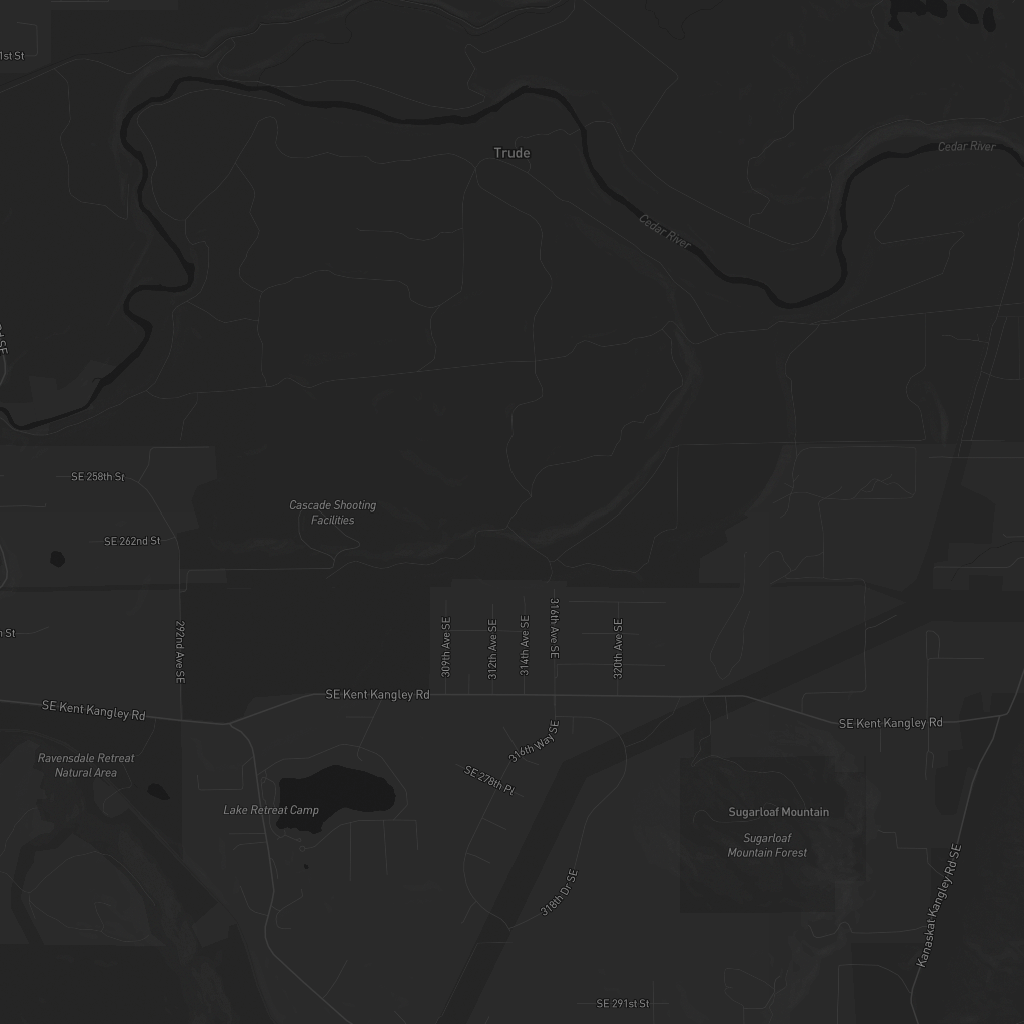 1st St
Trude
Cedar River
Cedar River
SE 258th St
Cascade Shooting
Facilities
SE 262nd St
292nd Ave SE
309th Ave SE
312th Ave SE
314th Ave SE
316th Ave SE
320th Ave SE
SE Kent Kangley Rd
SE Kent Kangley Rd
SE Kent Kangley Rd
316th Way SE
Ravensdale Retreat
Natural Area
SE 278th Pl
Lake Retreat Camp
Sugarloaf Mountain
Sugarloaf
Mountain Forest
318th Dr SE
Kanaskat Kangley Rd SE
SE 291st St